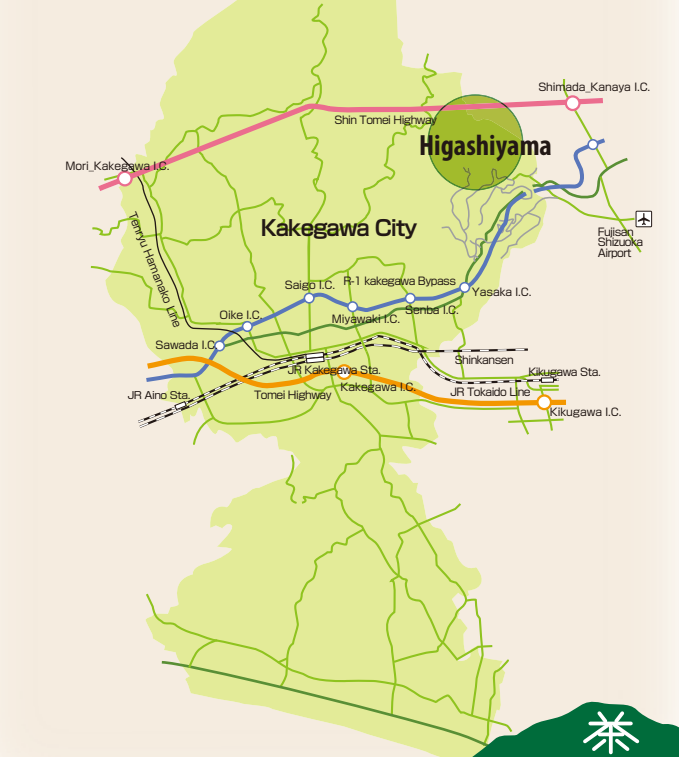 Shimada_Kanaya I.C.
Shin Tomei Highway
Higashiyama
Mori_Kakegawa I.C.
Tenryu Hamanako Line
Kakegawa City
Fujisan
Shizuoka
Airport
Saigo I.C.
R-1 kakegawa Bypass
Yasaka I.C.
Oike I.C.
Miyawaki I.C.
Senba I.C.
Sawada I.C
Shinkansen
JR Kakegawa Sta.
Kikugawa Sta.
JR Aino Sta.
Tomei Highway
Kakegawa I.C.
JR Tokaido Line
Kikugawa I.C.
茶